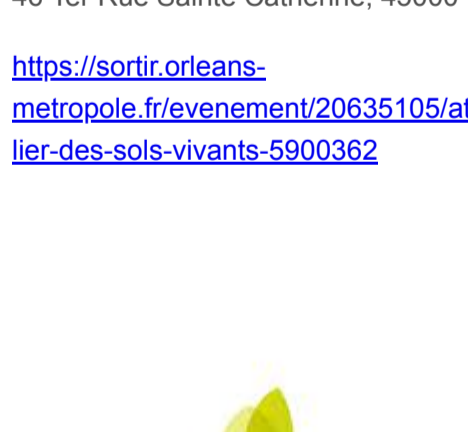 46 Ter Rue Sainte Catherine, 45000
https://sortir.orleans-
metropole.fr/evenement/20635105/at
lier-des-sols-vivants-5900362